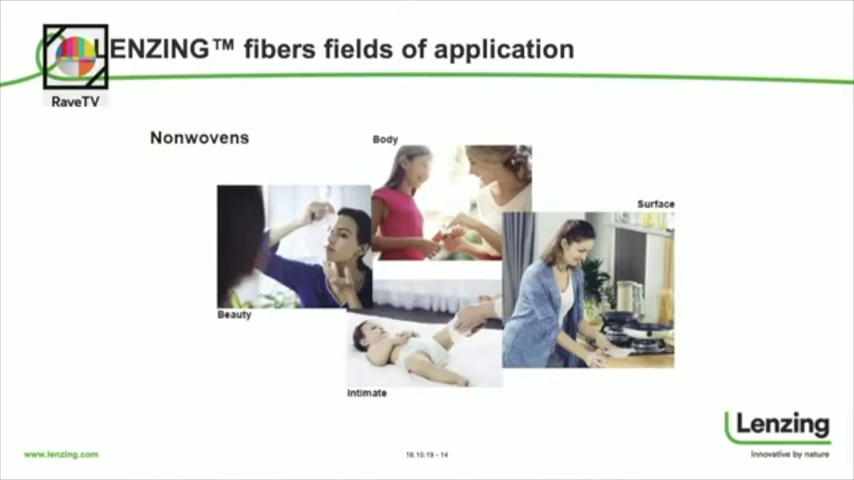 LENZING™ fibers fields of application
RaveTV
Nonwovens
Body
Surface
Beauty
Intimate
Lenzing
Innovative by nature
www.lenzing.com
16.10.19 - 14